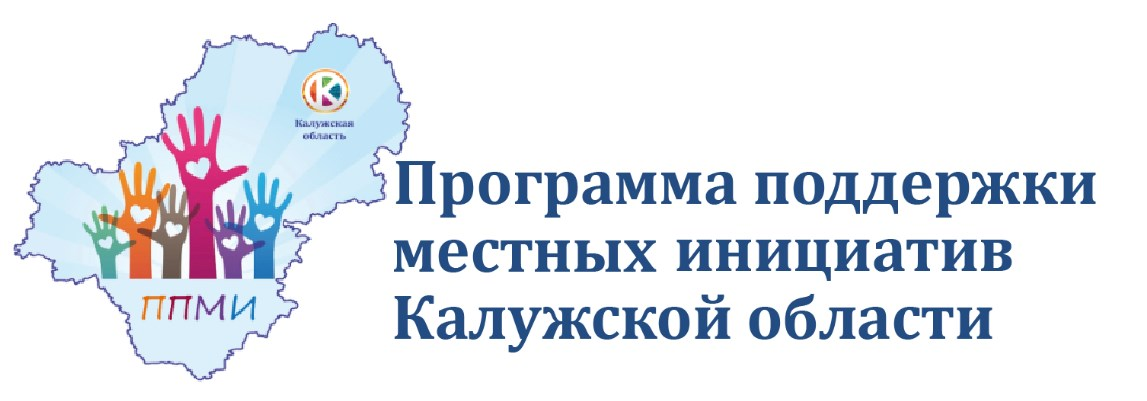 К
Калужская
область
ППМИ
Программа поддержки
местных инициатив
Калужской области